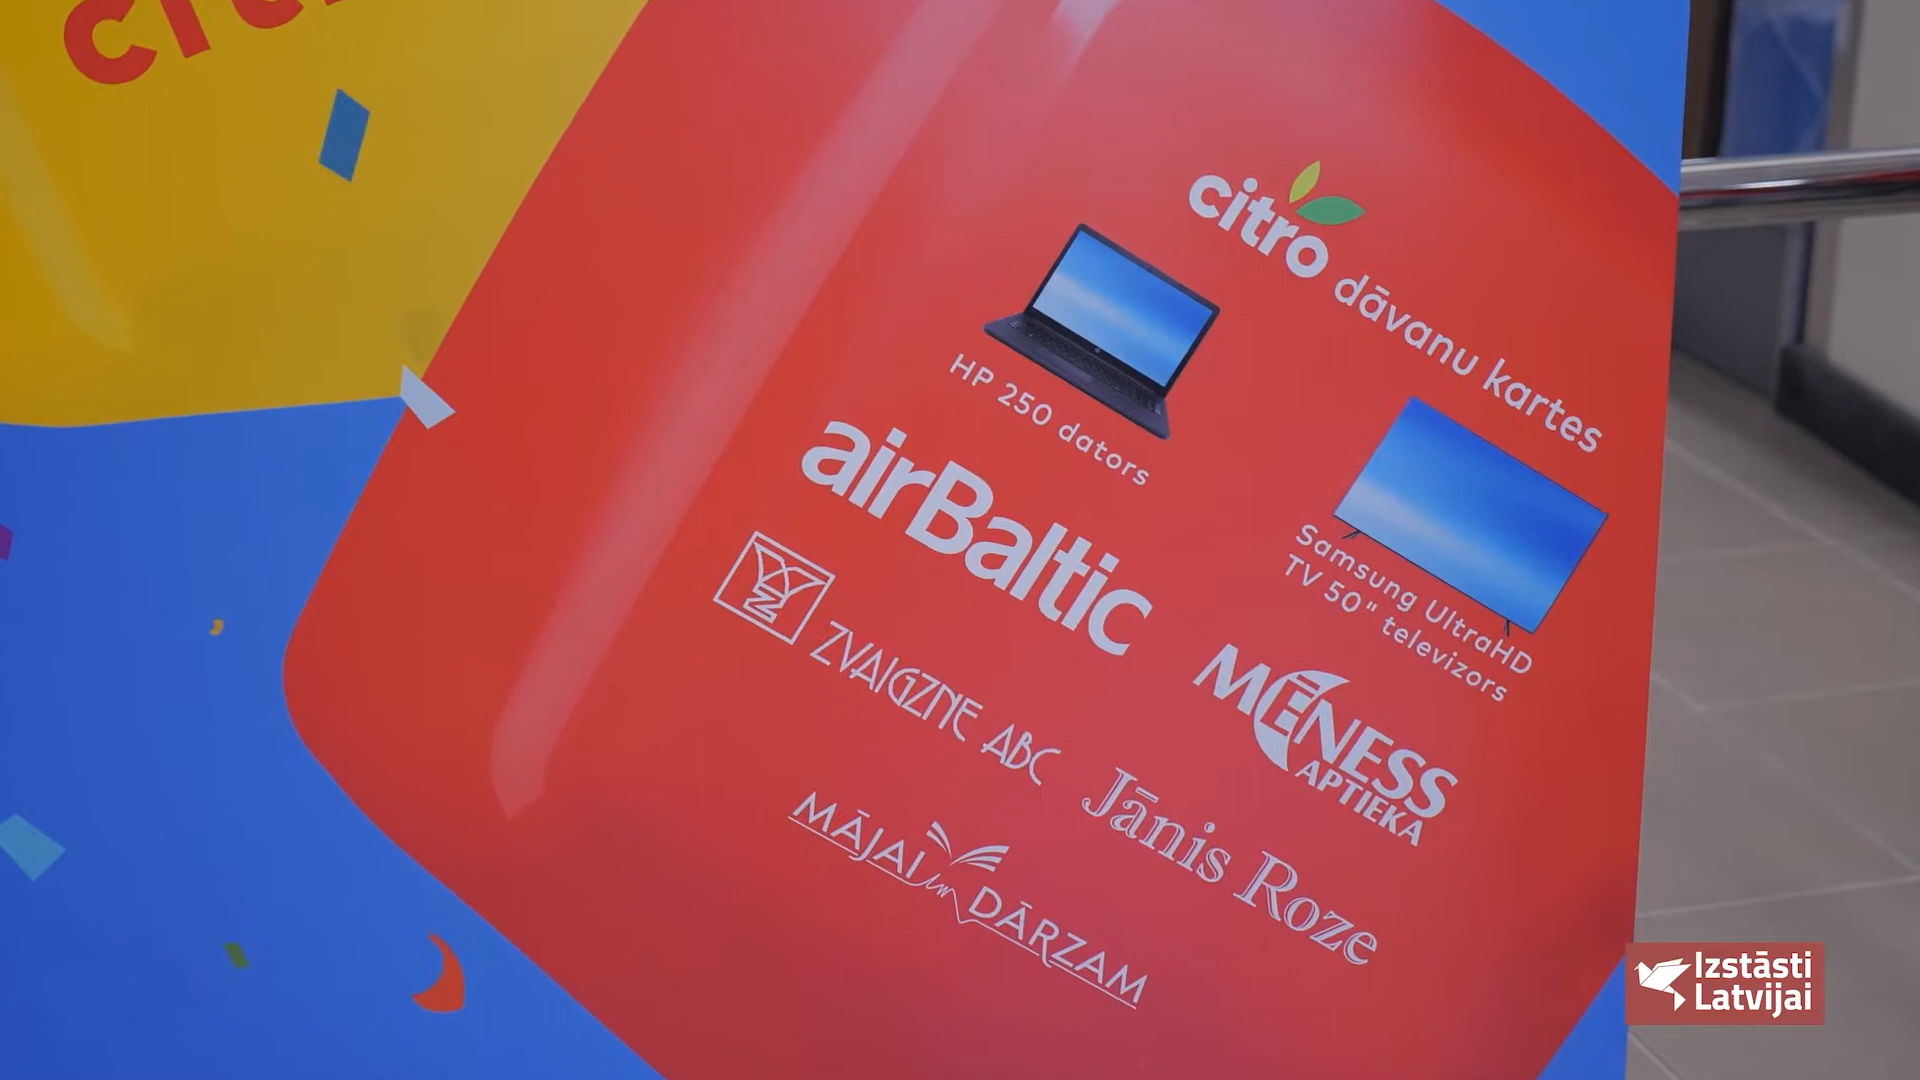 citro dāvanu kartes
HP 250 dators
Samsung UltraHD
TV 50" televizors
airBaltic
ZVAIGZNE ABC
MĒNESS
APTIEKA
Jānis Roze
MĀJAI un DĀRZAM
Izstāsti
Latvijai